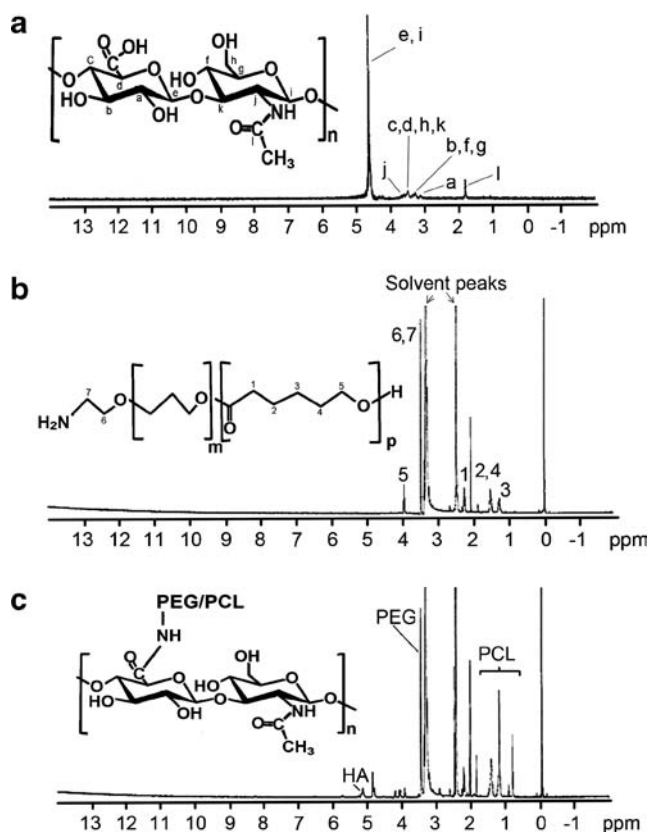 a
O
OH
C
c
O
HO
b
d
O
a
HO
e
O
OH
h
f
HO
g
O
k
j
i
O
NH
O
l
CH3
n
e, i
c,d,h,k
b,f,g
j
a
l
13 12 11 10 9 8 7 6 5 4 3 2 1 0 -1 ppm
b
Solvent peaks
6,7
H2N
7
6
O
O
m
O
1
2
3
4
5
O
H
p
5
1
2,4
3
13 12 11 10 9 8 7 6 5 4 3 2 1 0 -1 ppm
c
PEG/PCL
NH
O
O
HO
O
HO
O
OH
HO
O
O
NH
O
CH3
n
PEG
PCL
HA
13 12 11 10 9 8 7 6 5 4 3 2 1 0 -1 ppm